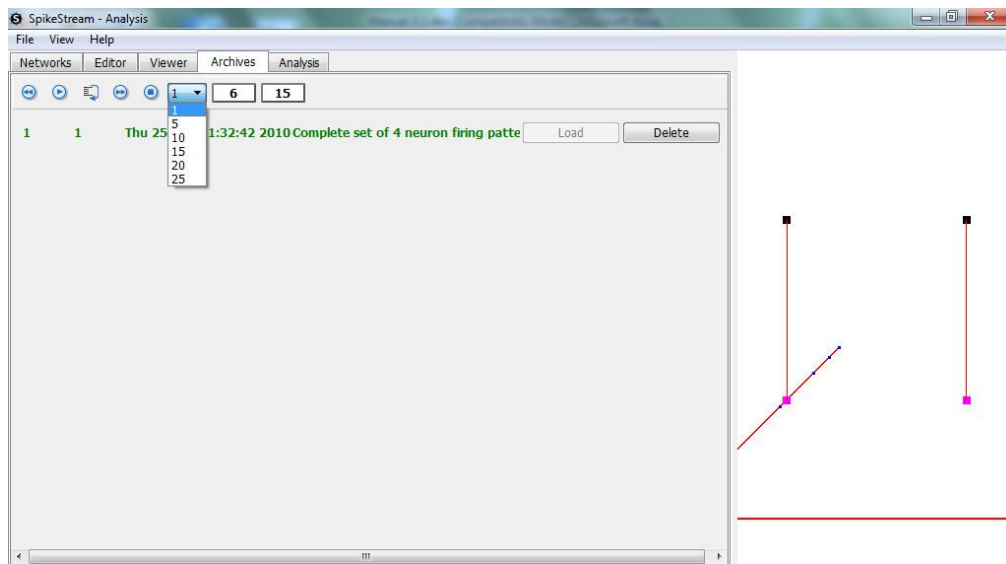 SpikeStream - Analysis
File View Help
Networks Editor Viewer Archives Analysis
1 6 15
1
5
10
15
20
25
1 1 Thu 25 1:32:42 2010 Complete set of 4 neuron firing patte Load Delete